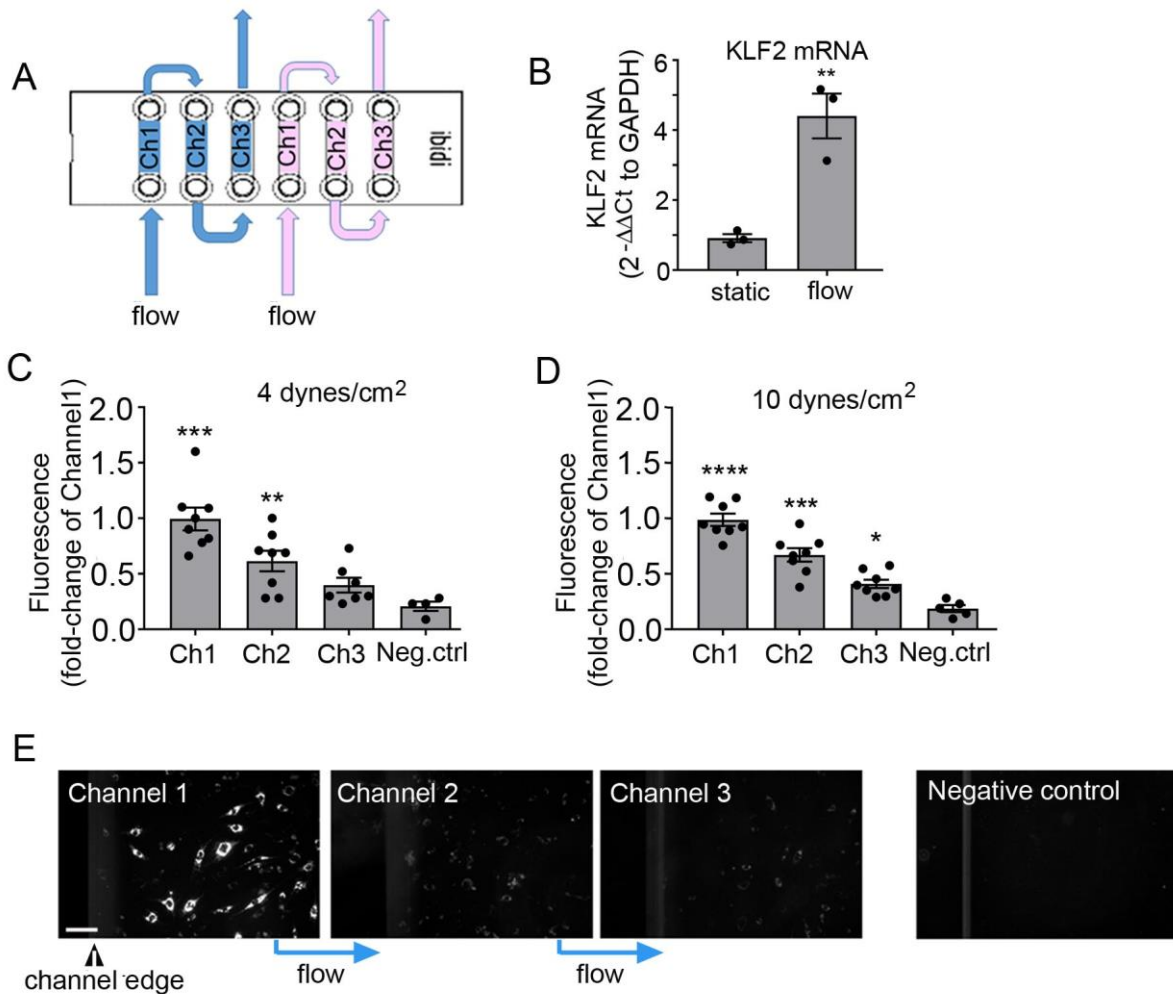 A
Ch1
Ch2
Ch3
Ch1
Ch2
Ch3
ibidi
flow
flow
B
KLF2 mRNA
KLF2 mRNA
(2-ΔΔCt to GAPDH)
6
4
2
0
**
static
flow
C
4 dynes/cm2
Fluorescence
(fold-change of Channel1)
2.0
1.5
1.0
0.5
0.0
***
**
Ch1
Ch2
Ch3
Neg.ctrl
D
10 dynes/cm2
Fluorescence
(fold-change of Channel1)
2.0
1.5
1.0
0.5
0.0
****
***
*
Ch1
Ch2
Ch3
Neg.ctrl
E
Channel 1
Channel 2
Channel 3
Negative control
channel edge
flow
flow